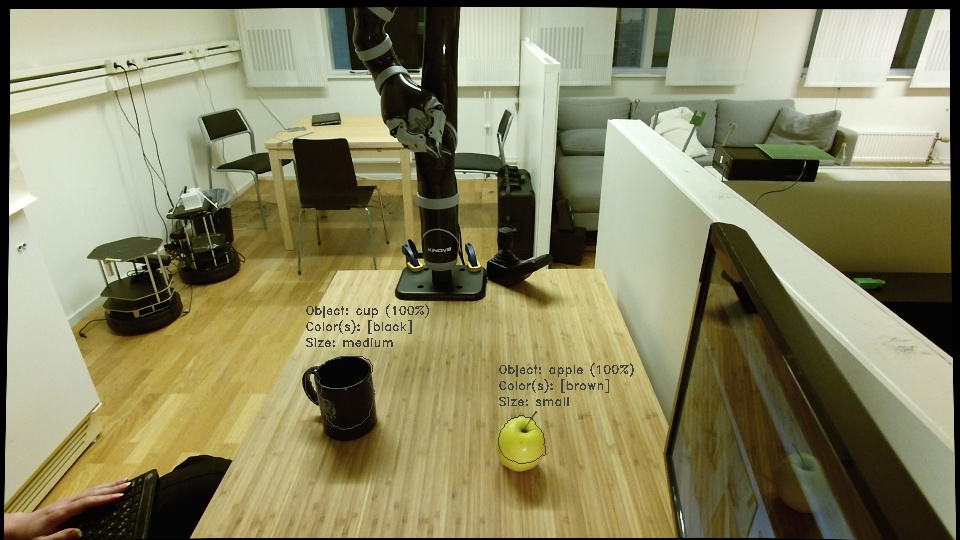 KINOVA
Object: cup (100%)
Color(s): [black]
Size: medium
Object: apple (100%)
Color(s): [brown]
Size: small